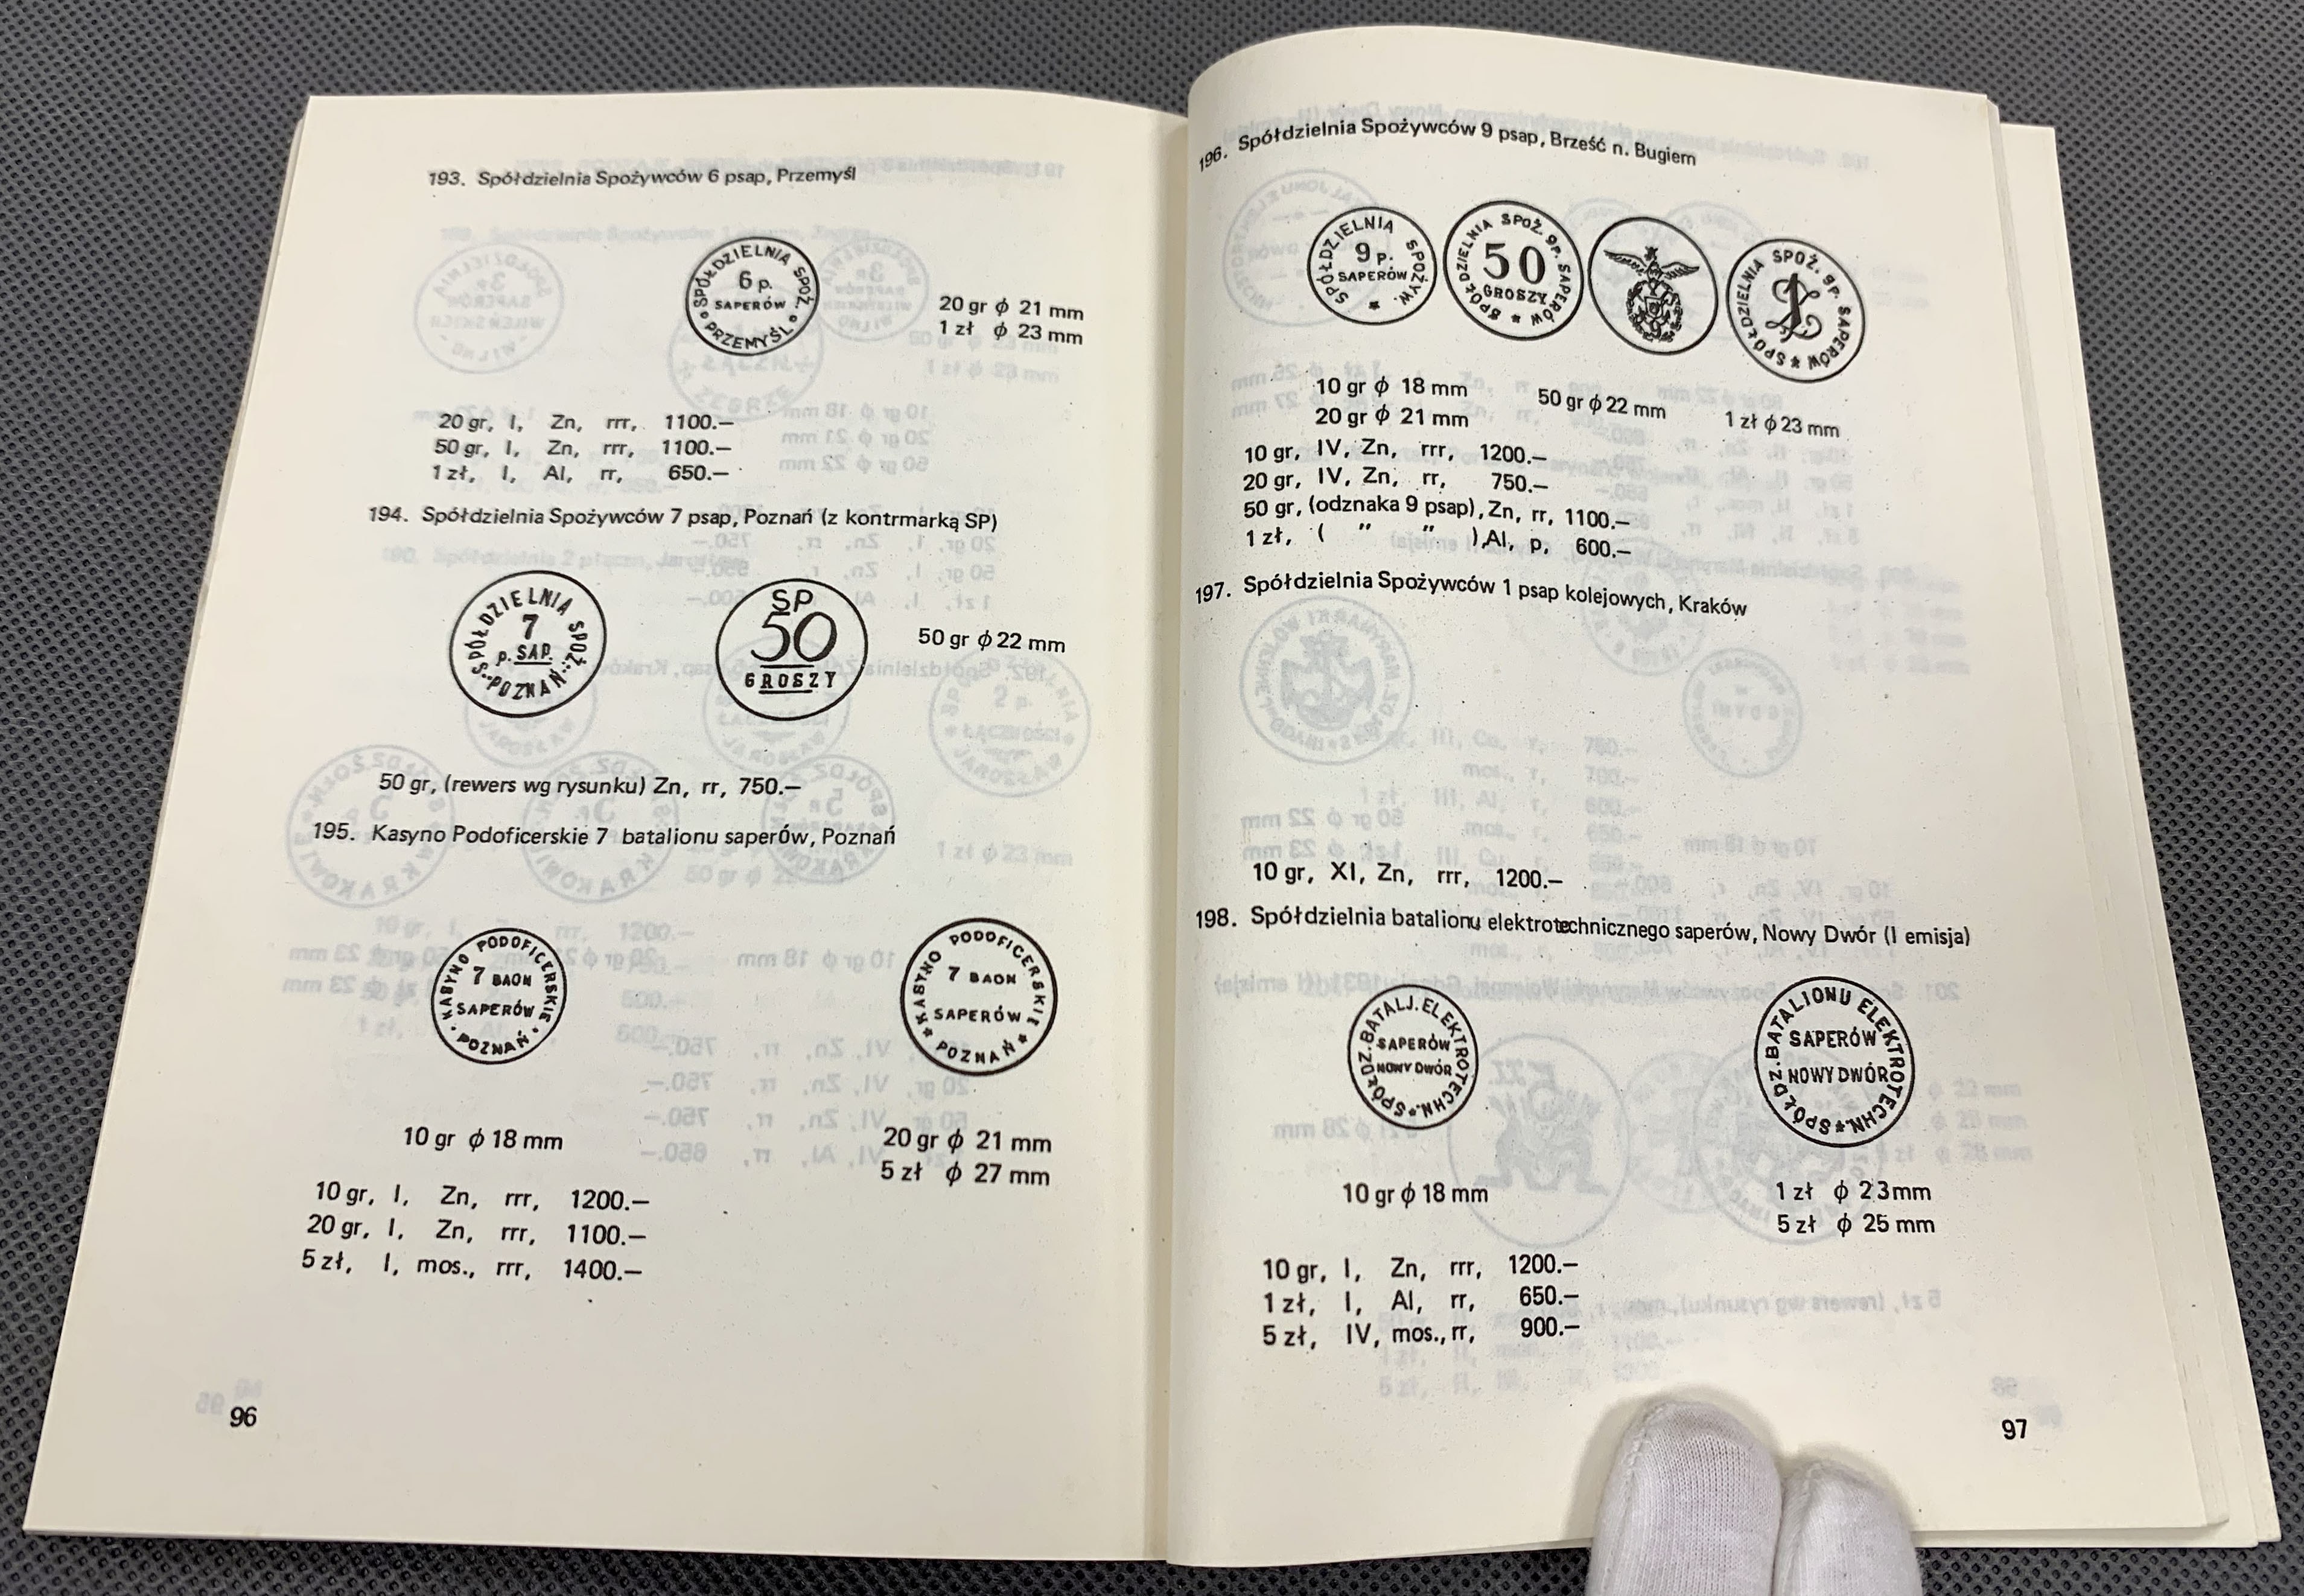 193. Spółdzielnia Spożywców 6 psap, Przemyśl
SPÓŁDZIELNIA SPOŻ.
6 p.
SAPERÓW
PRZEMYŚL
20 gr ϕ 21 mm
1 zł ϕ 23 mm
20 gr, I, Zn, rrr, 1100.—
50 gr, I, Zn, rrr, 1100.—
1 zł, I, Al, rr, 650.—
194. Spółdzielnia Spożywców 7 psap, Poznań (z kontrmarką SP)
SPÓŁDZIELNIA SPOŻ.
7
p. SAP.
POZNAŃ
SP
50
GROSZY
50 gr ϕ 22 mm
50 gr, (rewers wg rysunku) Zn, rr, 750.—
195. Kasyno Podoficerskie 7 batalionu saperów, Poznań
KASYNO PODOFICERSKIE
7 BAON
SAPERÓW
POZNAŃ
KASYNO PODOFICERSKIE
7 BAON
SAPERÓW
* POZNAŃ *
10 gr ϕ 18 mm
20 gr ϕ 21 mm
5 zł ϕ 27 mm
10 gr, I, Zn, rrr, 1200.—
20 gr, I, Zn, rrr, 1100.—
5 zł, I, mos., rrr, 1400.—
96
196. Spółdzielnia Spożywców 9 psap, Brześć n. Bugiem
SPÓŁDZIELNIA SPOŻYW.
9 p.
SAPERÓW
*
SPÓŁDZIELNIA SPOŻ. 9p. SAPERÓW *
50
GROSZY
9
SPÓŁDZIELNIA SPOŻ. 9p. SAPERÓW *
1
10 gr ϕ 18 mm
20 gr ϕ 21 mm
50 gr ϕ 22 mm
1 zł ϕ 23 mm
10 gr, IV, Zn, rrr, 1200.—
20 gr, IV, Zn, rr, 750.—
50 gr, (odznaka 9 psap), Zn, rr, 1100.—
1 zł, ( ” ” ), Al, p, 600.—
197. Spółdzielnia Spożywców 1 psap kolejowych, Kraków
10 gr, XI, Zn, rrr, 1200.—
198. Spółdzielnia batalionu elektrotechnicznego saperów, Nowy Dwór (I emisja)
SPÓŁDZ. BATALJ. ELEKTROTECHN. *
SAPERÓW
NOWY DWÓR
SPÓŁDZ. BATALIONU ELEKTROTECHN. *
SAPERÓW
NOWY DWÓR
10 gr ϕ 18 mm
1 zł ϕ 23mm
5 zł ϕ 25 mm
10 gr, I, Zn, rrr, 1200.—
1 zł, I, Al, rr, 650.—
5 zł, IV, mos., rr, 900.—
97